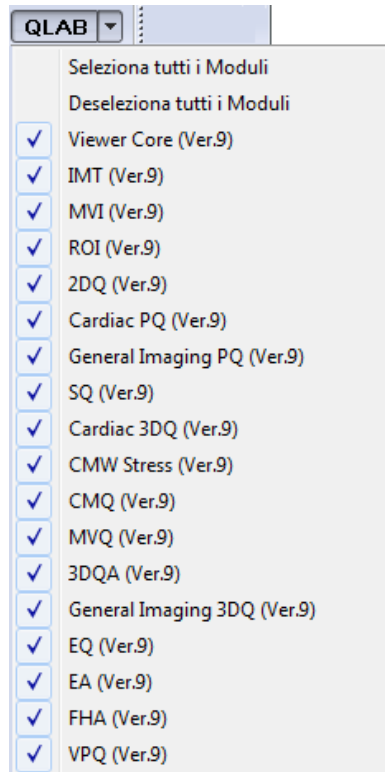 QLAB
Seleziona tutti i Moduli
Deseleziona tutti i Moduli
Viewer Core (Ver.9)
IMT (Ver.9)
MVI (Ver.9)
ROI (Ver.9)
2DQ (Ver.9)
Cardiac PQ (Ver.9)
General Imaging PQ (Ver.9)
SQ (Ver.9)
Cardiac 3DQ (Ver.9)
CMW Stress (Ver.9)
CMQ (Ver.9)
MVQ (Ver.9)
3DQA (Ver.9)
General Imaging 3DQ (Ver.9)
EQ (Ver.9)
EA (Ver.9)
FHA (Ver.9)
VPQ (Ver.9)